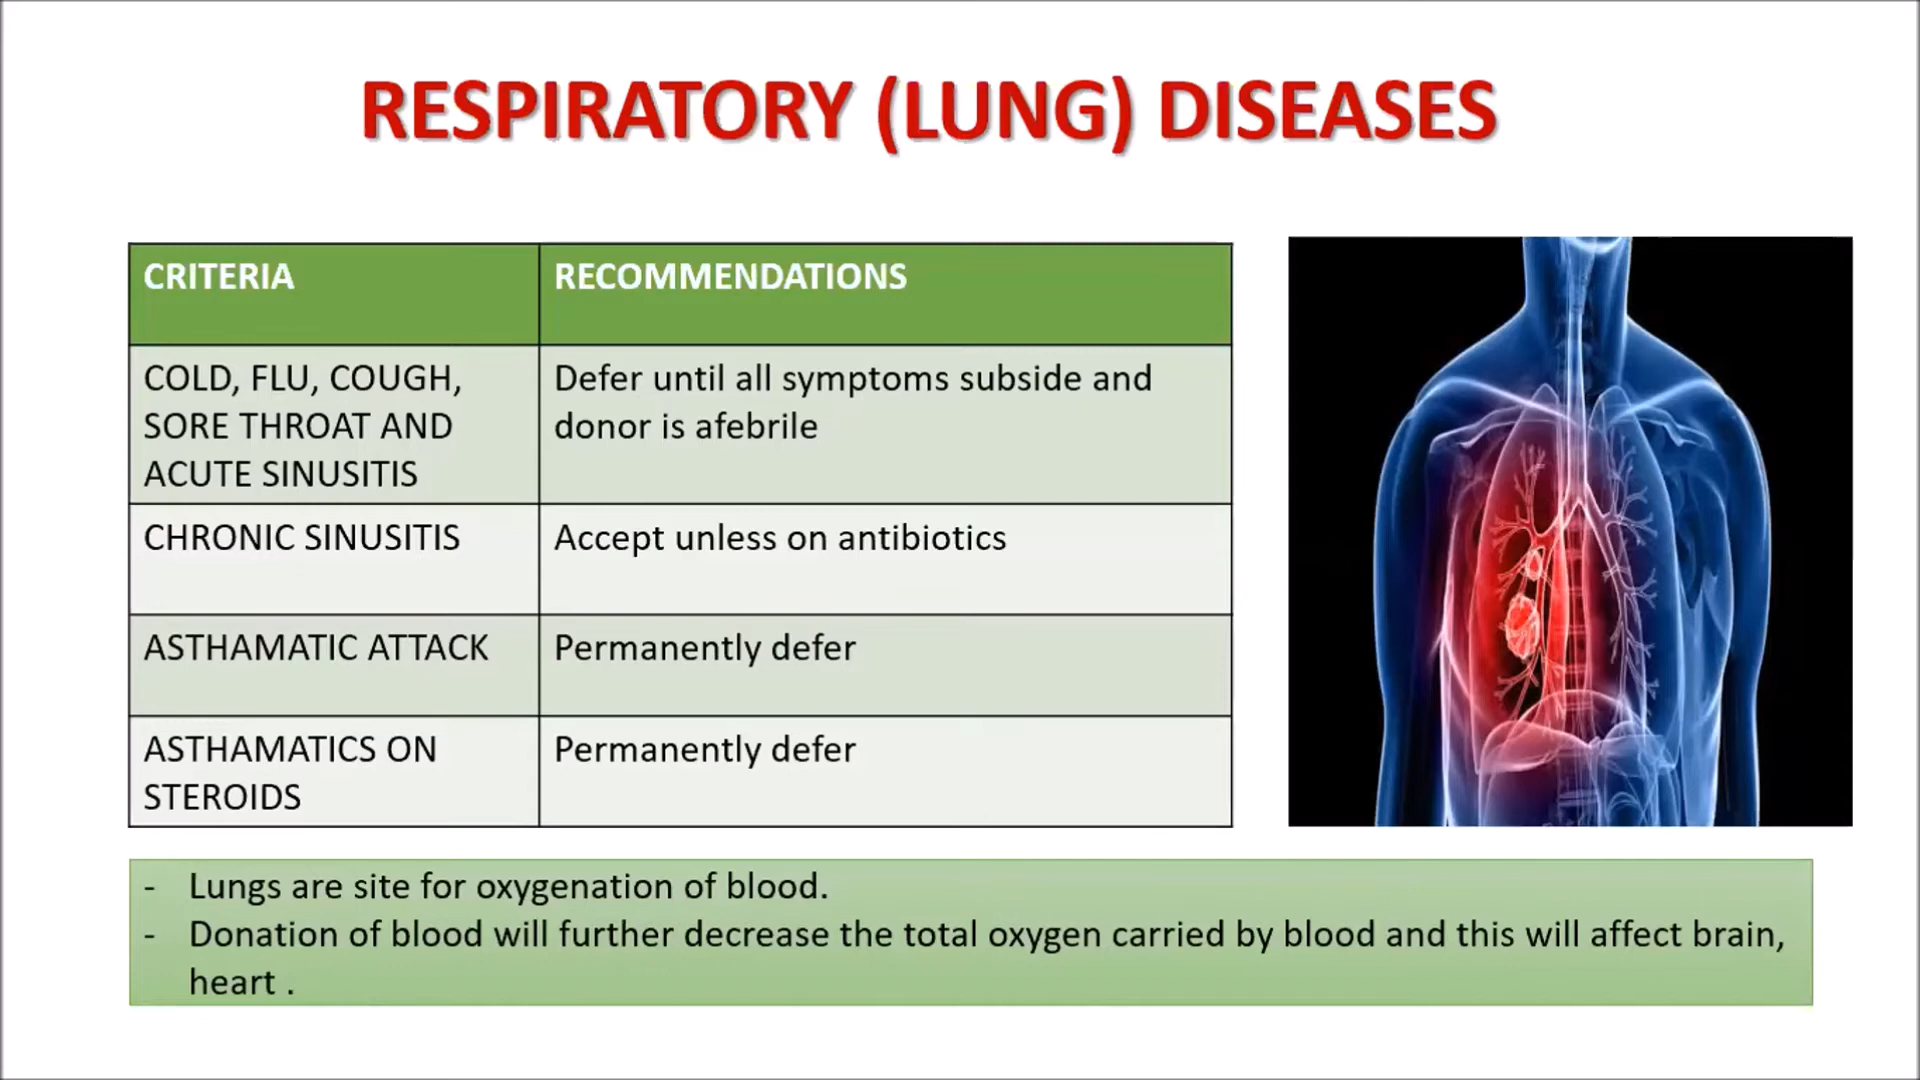 RESPIRATORY (LUNG) DISEASES
CRITERIA
RECOMMENDATIONS
COLD, FLU, COUGH,
SORE THROAT AND
ACUTE SINUSITIS
Defer until all symptoms subside and
donor is afebrile
CHRONIC SINUSITIS
Accept unless on antibiotics
ASTHAMATIC ATTACK
Permanently defer
ASTHAMATICS ON
STEROIDS
Permanently defer
- Lungs are site for oxygenation of blood.
- Donation of blood will further decrease the total oxygen carried by blood and this will affect brain,
heart .